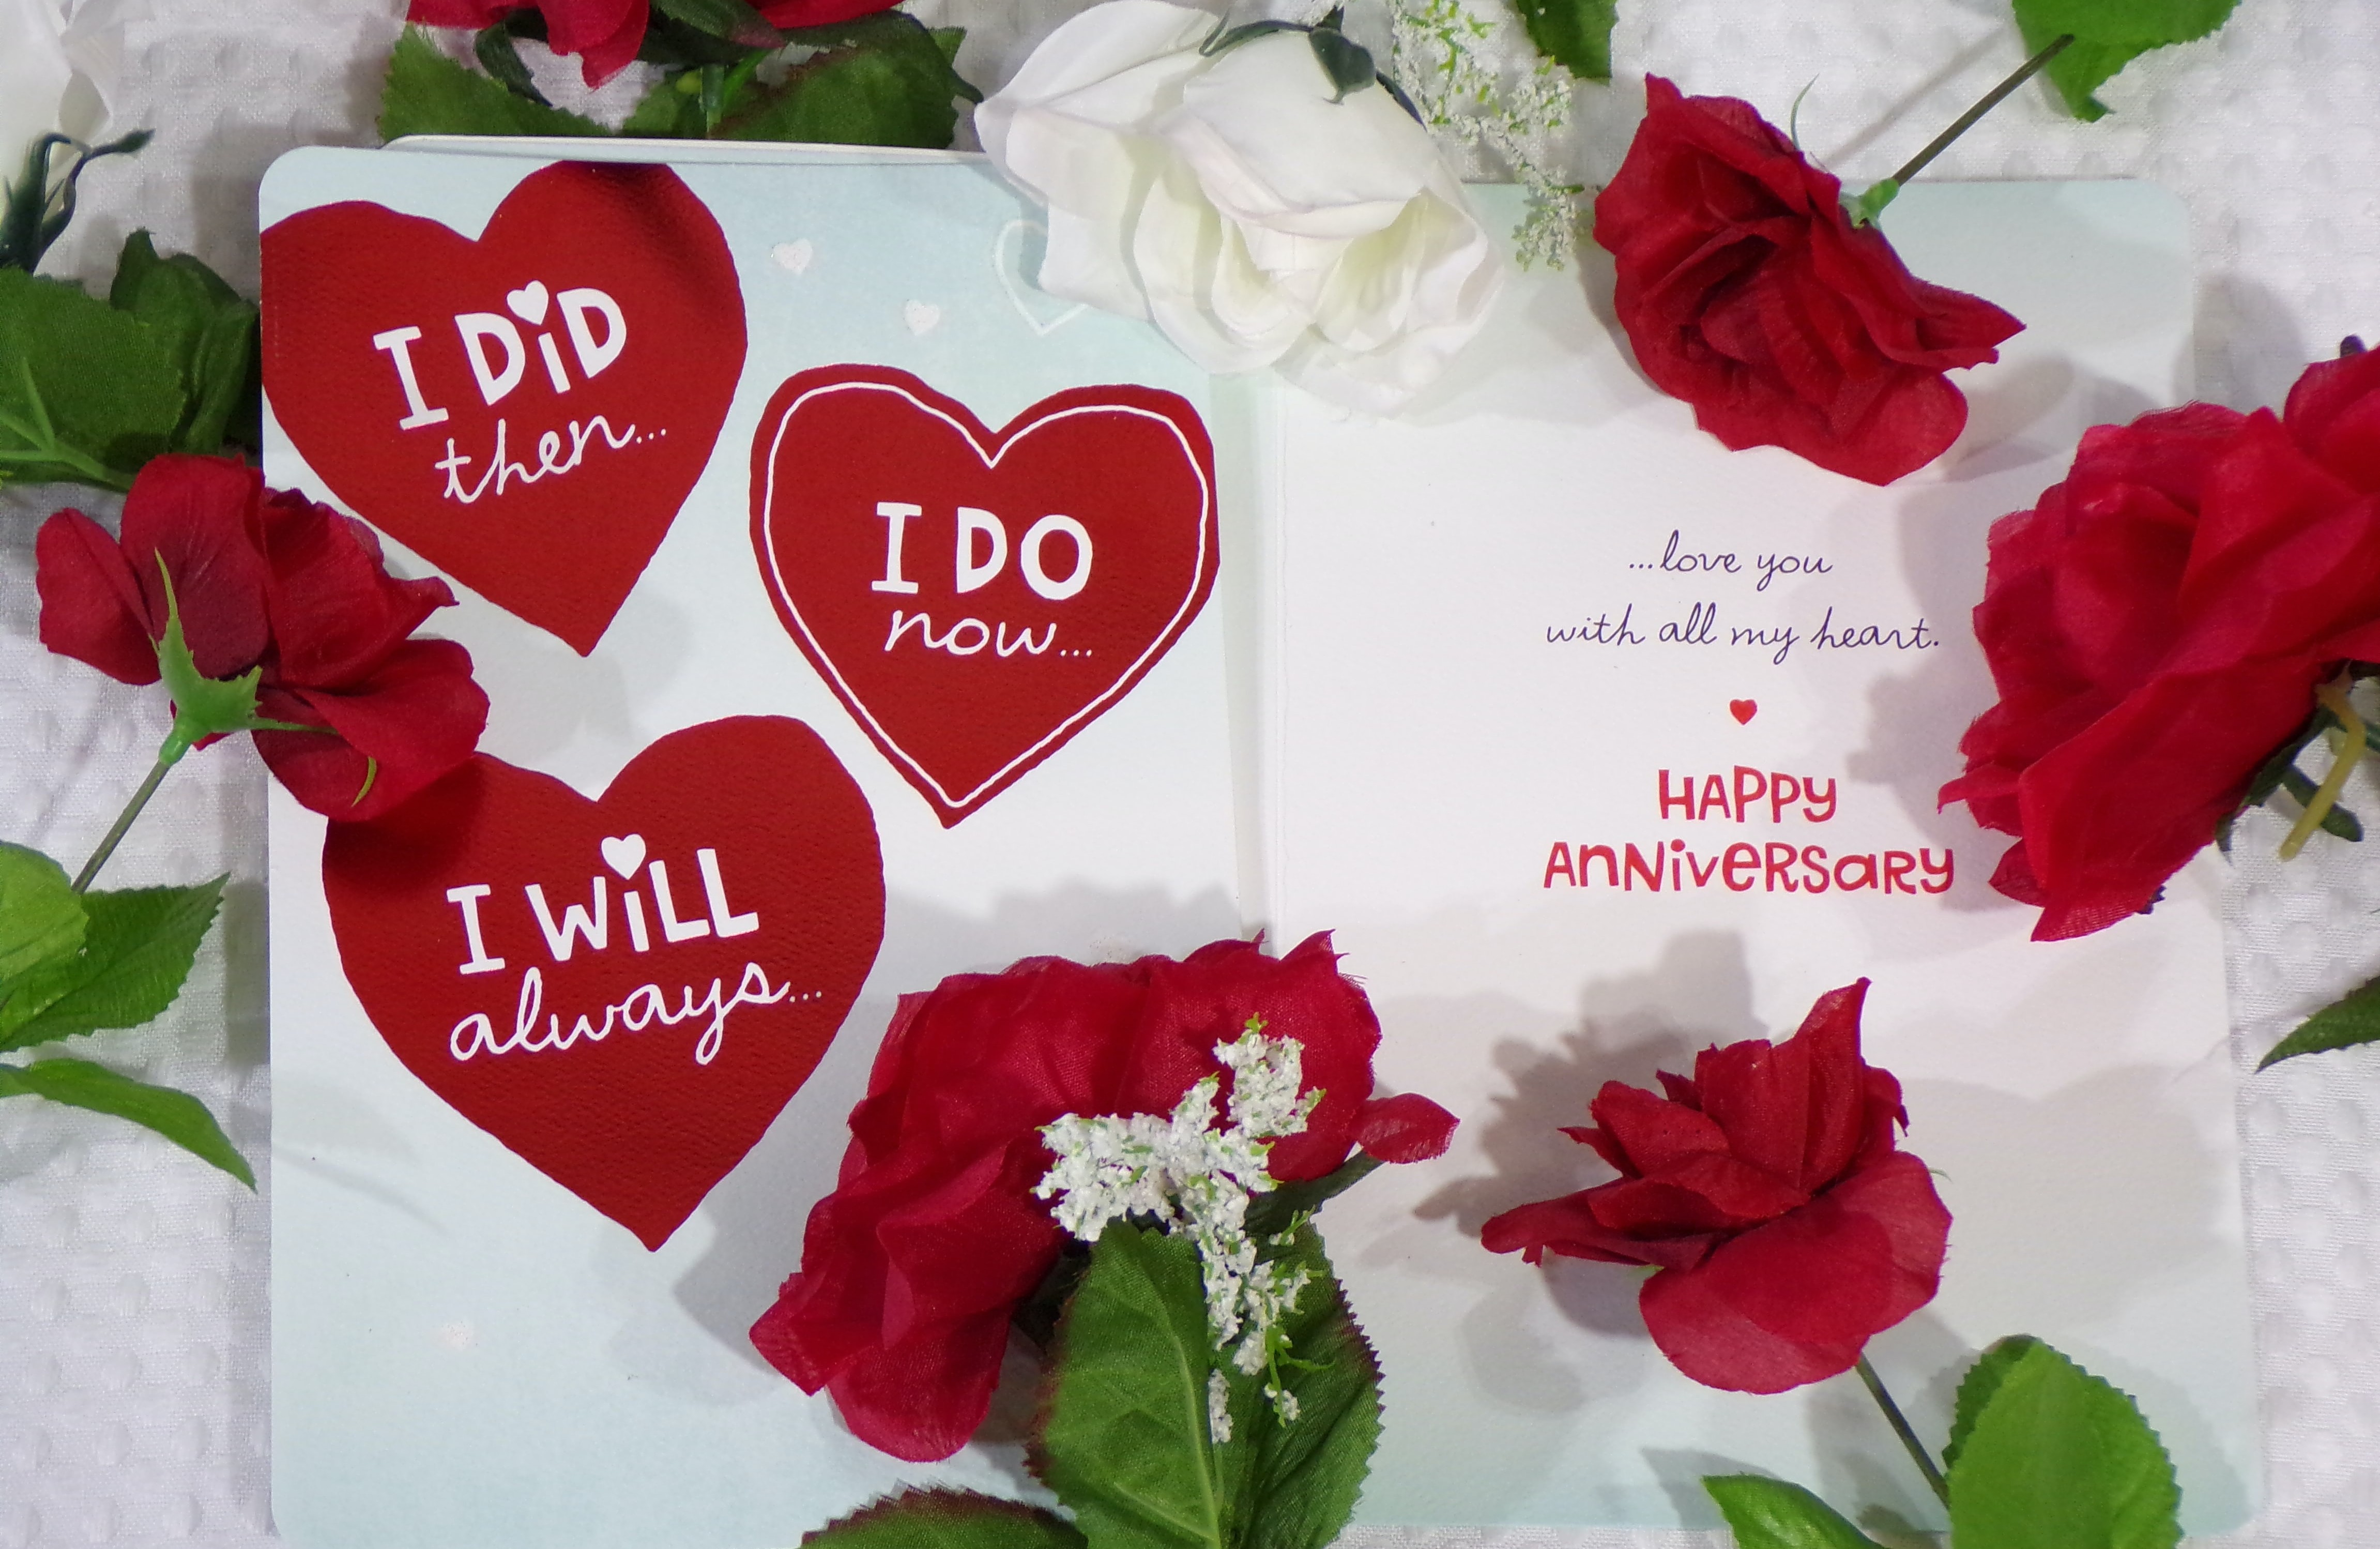 I DiD
then...
I DO
now...
I WiLL
always...
...love you
with all my heart.
HAPPY
AnNiveRSaRY